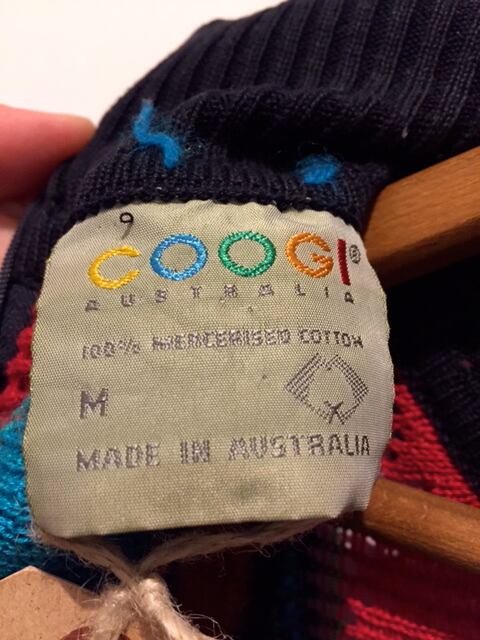 9
COOGI®
AUSTRALIA
100% MERCERISED COTTON
M
MADE IN AUSTRALIA